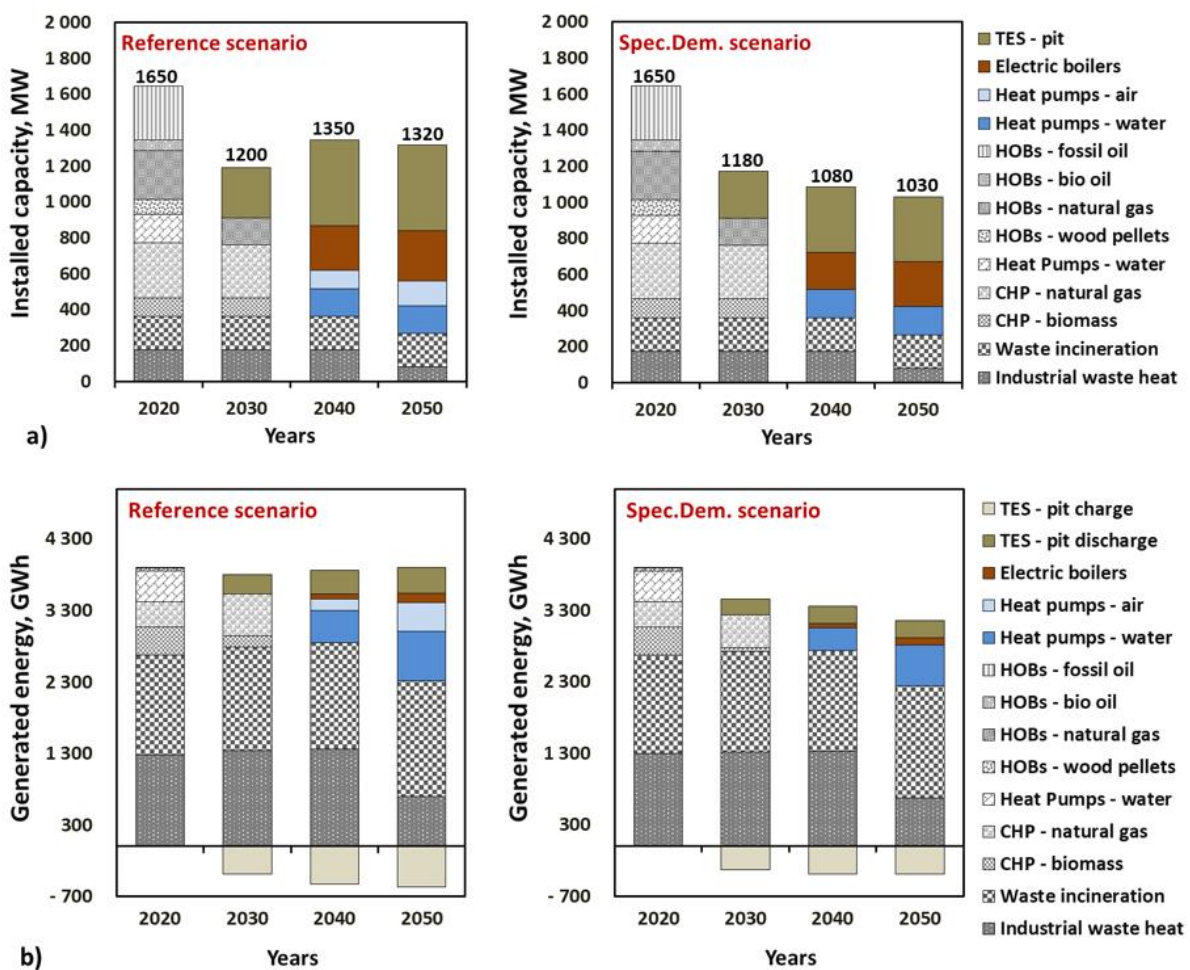 Reference scenario
Installed capacity, MW
2 000
1 800
1 600
1 400
1 200
1 000
800
600
400
200
0
1650
1200
1350
1320
2020 2030 2040 2050
Years
a)
Spec.Dem. scenario
Installed capacity, MW
2 000
1 800
1 600
1 400
1 200
1 000
800
600
400
200
0
1650
1180
1080
1030
2020 2030 2040 2050
Years
TES - pit
Electric boilers
Heat pumps - air
Heat pumps - water
HOBs - fossil oil
HOBs - bio oil
HOBs - natural gas
HOBs - wood pellets
Heat Pumps - water
CHP - natural gas
CHP - biomass
Waste incineration
Industrial waste heat
Reference scenario
Generated energy, GWh
4 300
3 300
2 300
1 300
300
- 700
2020 2030 2040 2050
Years
b)
Spec.Dem. scenario
Generated energy, GWh
4 300
3 300
2 300
1 300
300
- 700
2020 2030 2040 2050
Years
TES - pit charge
TES - pit discharge
Electric boilers
Heat pumps - air
Heat pumps - water
HOBs - fossil oil
HOBs - bio oil
HOBs - natural gas
HOBs - wood pellets
Heat Pumps - water
CHP - natural gas
CHP - biomass
Waste incineration
Industrial waste heat